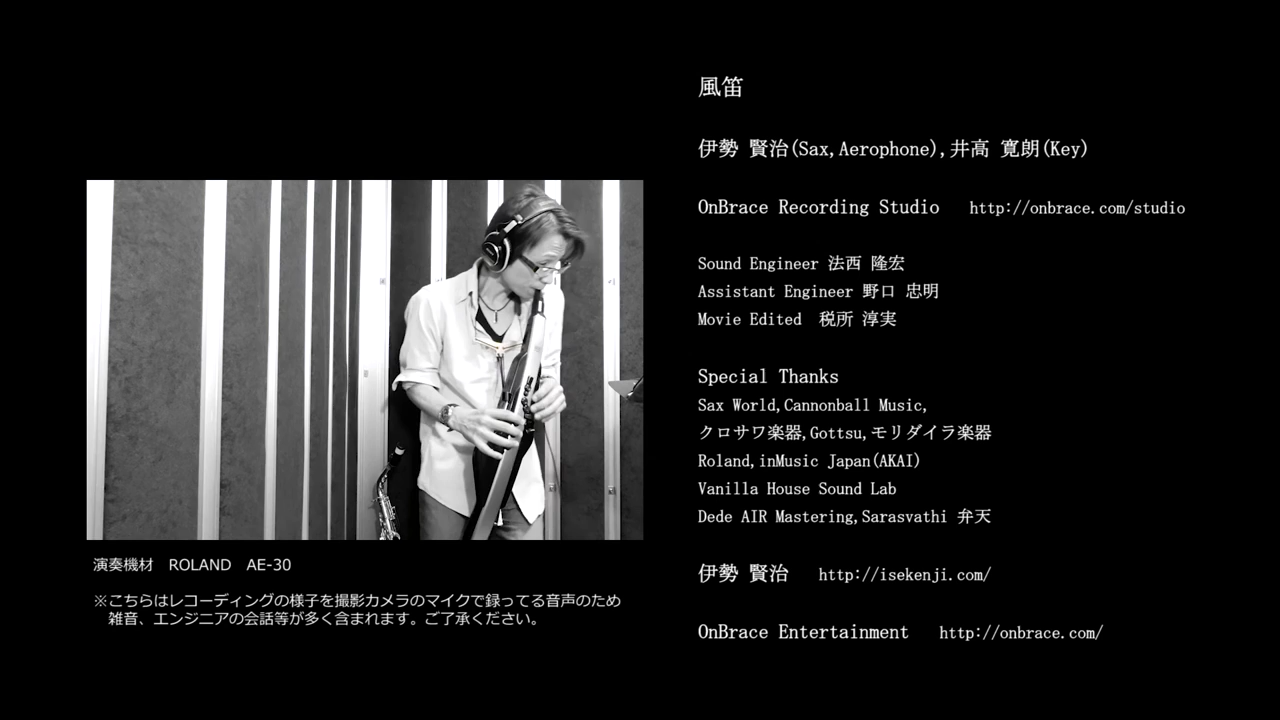 風笛
伊勢 賢治(Sax,Aerophone),井高 寛朗(Key)
OnBrace Recording Studio http://onbrace.com/studio
Sound Engineer 法西 隆宏
Assistant Engineer 野口 忠明
Movie Edited 税所 淳実
Special Thanks
Sax World,Cannonball Music,
クロサワ楽器,Gottsu,モリダイラ楽器
Roland,inMusic Japan(AKAI)
Vanilla House Sound Lab
Dede AIR Mastering,Sarasvathi 弁天
伊勢 賢治 http://isekenji.com/
OnBrace Entertainment http://onbrace.com/
演奏機材 ROLAND AE-30
※こちらはレコーディングの様子を撮影カメラのマイクで録ってる音声のため
雑音、エンジニアの会話等が多く含まれます。ご了承ください。